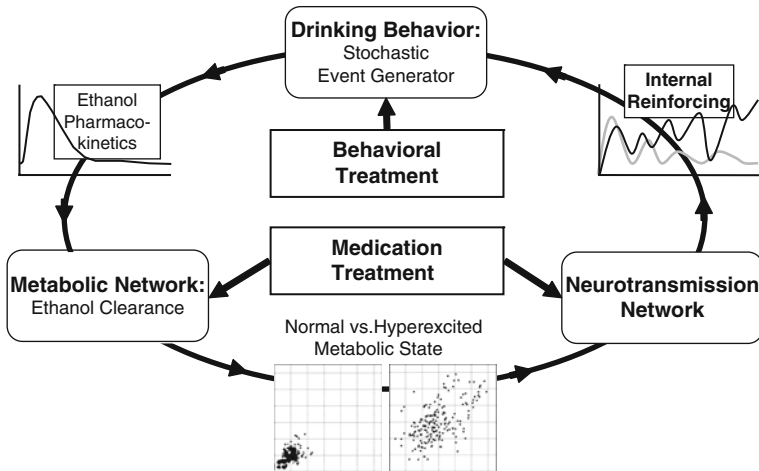 Drinking Behavior:
Stochastic
Event Generator
Ethanol
Pharmaco-
kinetics
Internal
Reinforcing
Behavioral
Treatment
Medication
Treatment
Metabolic Network:
Ethanol Clearance
Neurotransmission
Network
Normal vs.Hyperexcited
Metabolic State